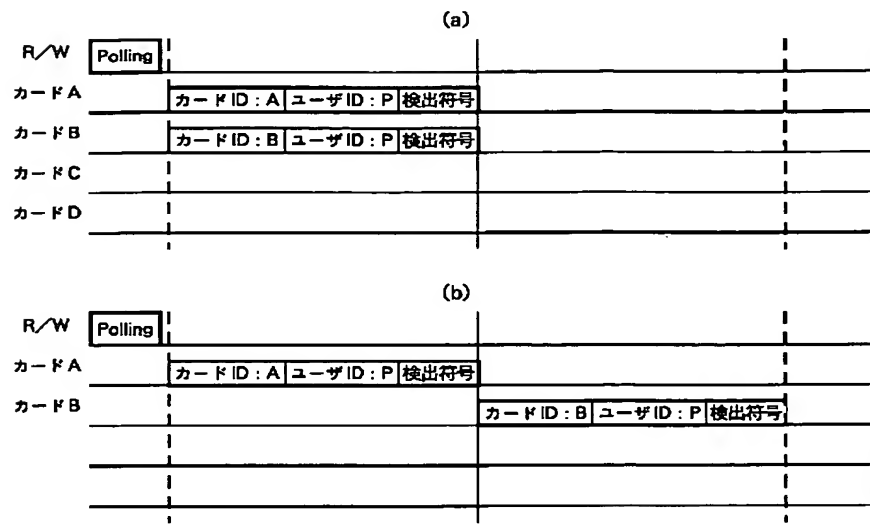 (a)
R/W Polling
カードA カードID:A ユーザID:P 検出符号
カードB カードID:B ユーザID:P 検出符号
カードC
カードD
(b)
R/W Polling
カードA カードID:A ユーザID:P 検出符号
カードB カードID:B ユーザID:P 検出符号